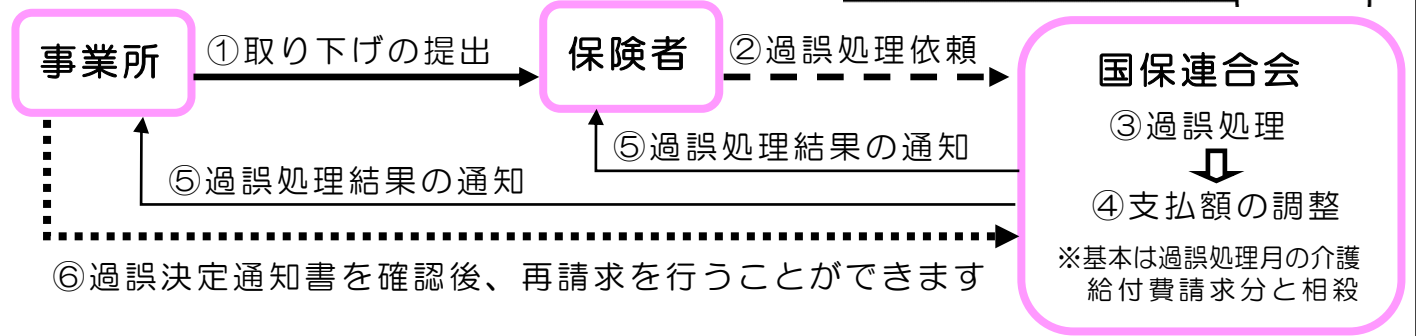 事業所
①取り下げの提出
保険者
②過誤処理依頼
国保連合会
③過誤処理
④支払額の調整
※基本は過誤処理月の介護
給付費請求分と相殺
⑤過誤処理結果の通知
⑤過誤処理結果の通知
⑥過誤決定通知書を確認後、再請求を行うことができます